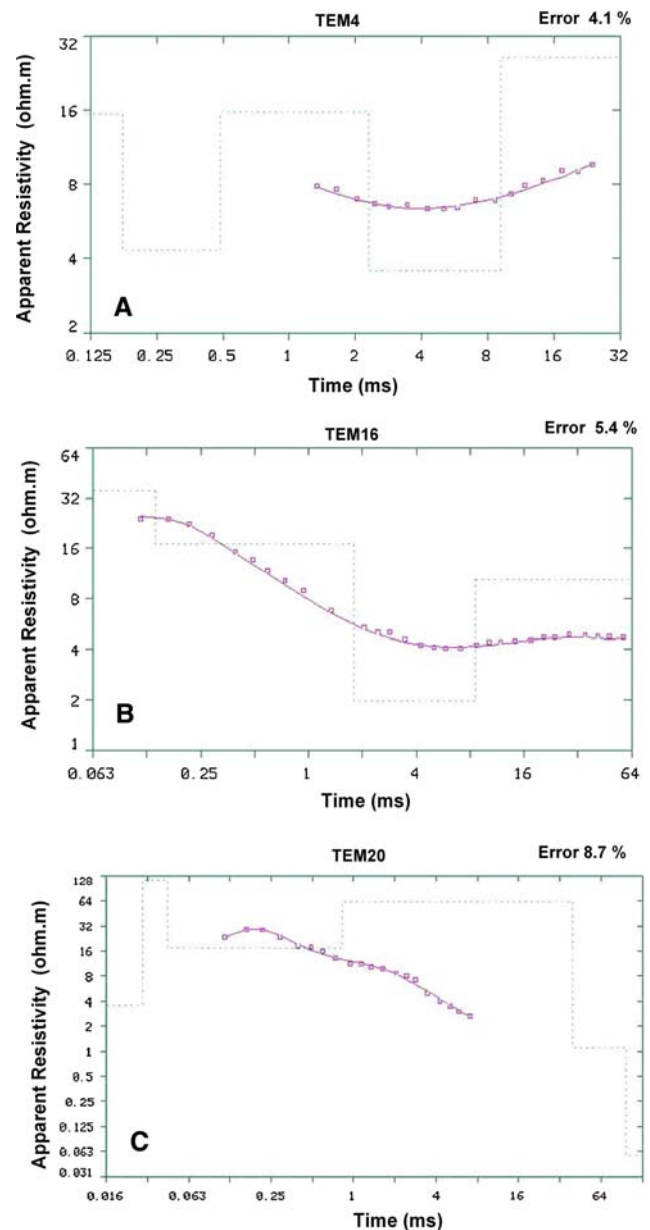 TEM4 Error 4.1 %
Apparent Resistivity (ohm.m)
32
16
8
4
2
A
0.125 0.25 0.5 1 2 4 8 16 32
Time (ms)
TEM16 Error 5.4 %
Apparent Resistivity (ohm.m)
64
32
16
8
4
2
1
B
0.063 0.25 1 4 16 64
Time (ms)
TEM20 Error 8.7 %
Apparent Resistivity (ohm.m)
128
64
32
16
8
4
2
1
0.5
0.25
0.125
0.063
0.031
C
0.016 0.063 0.25 1 4 16 64
Time (ms)